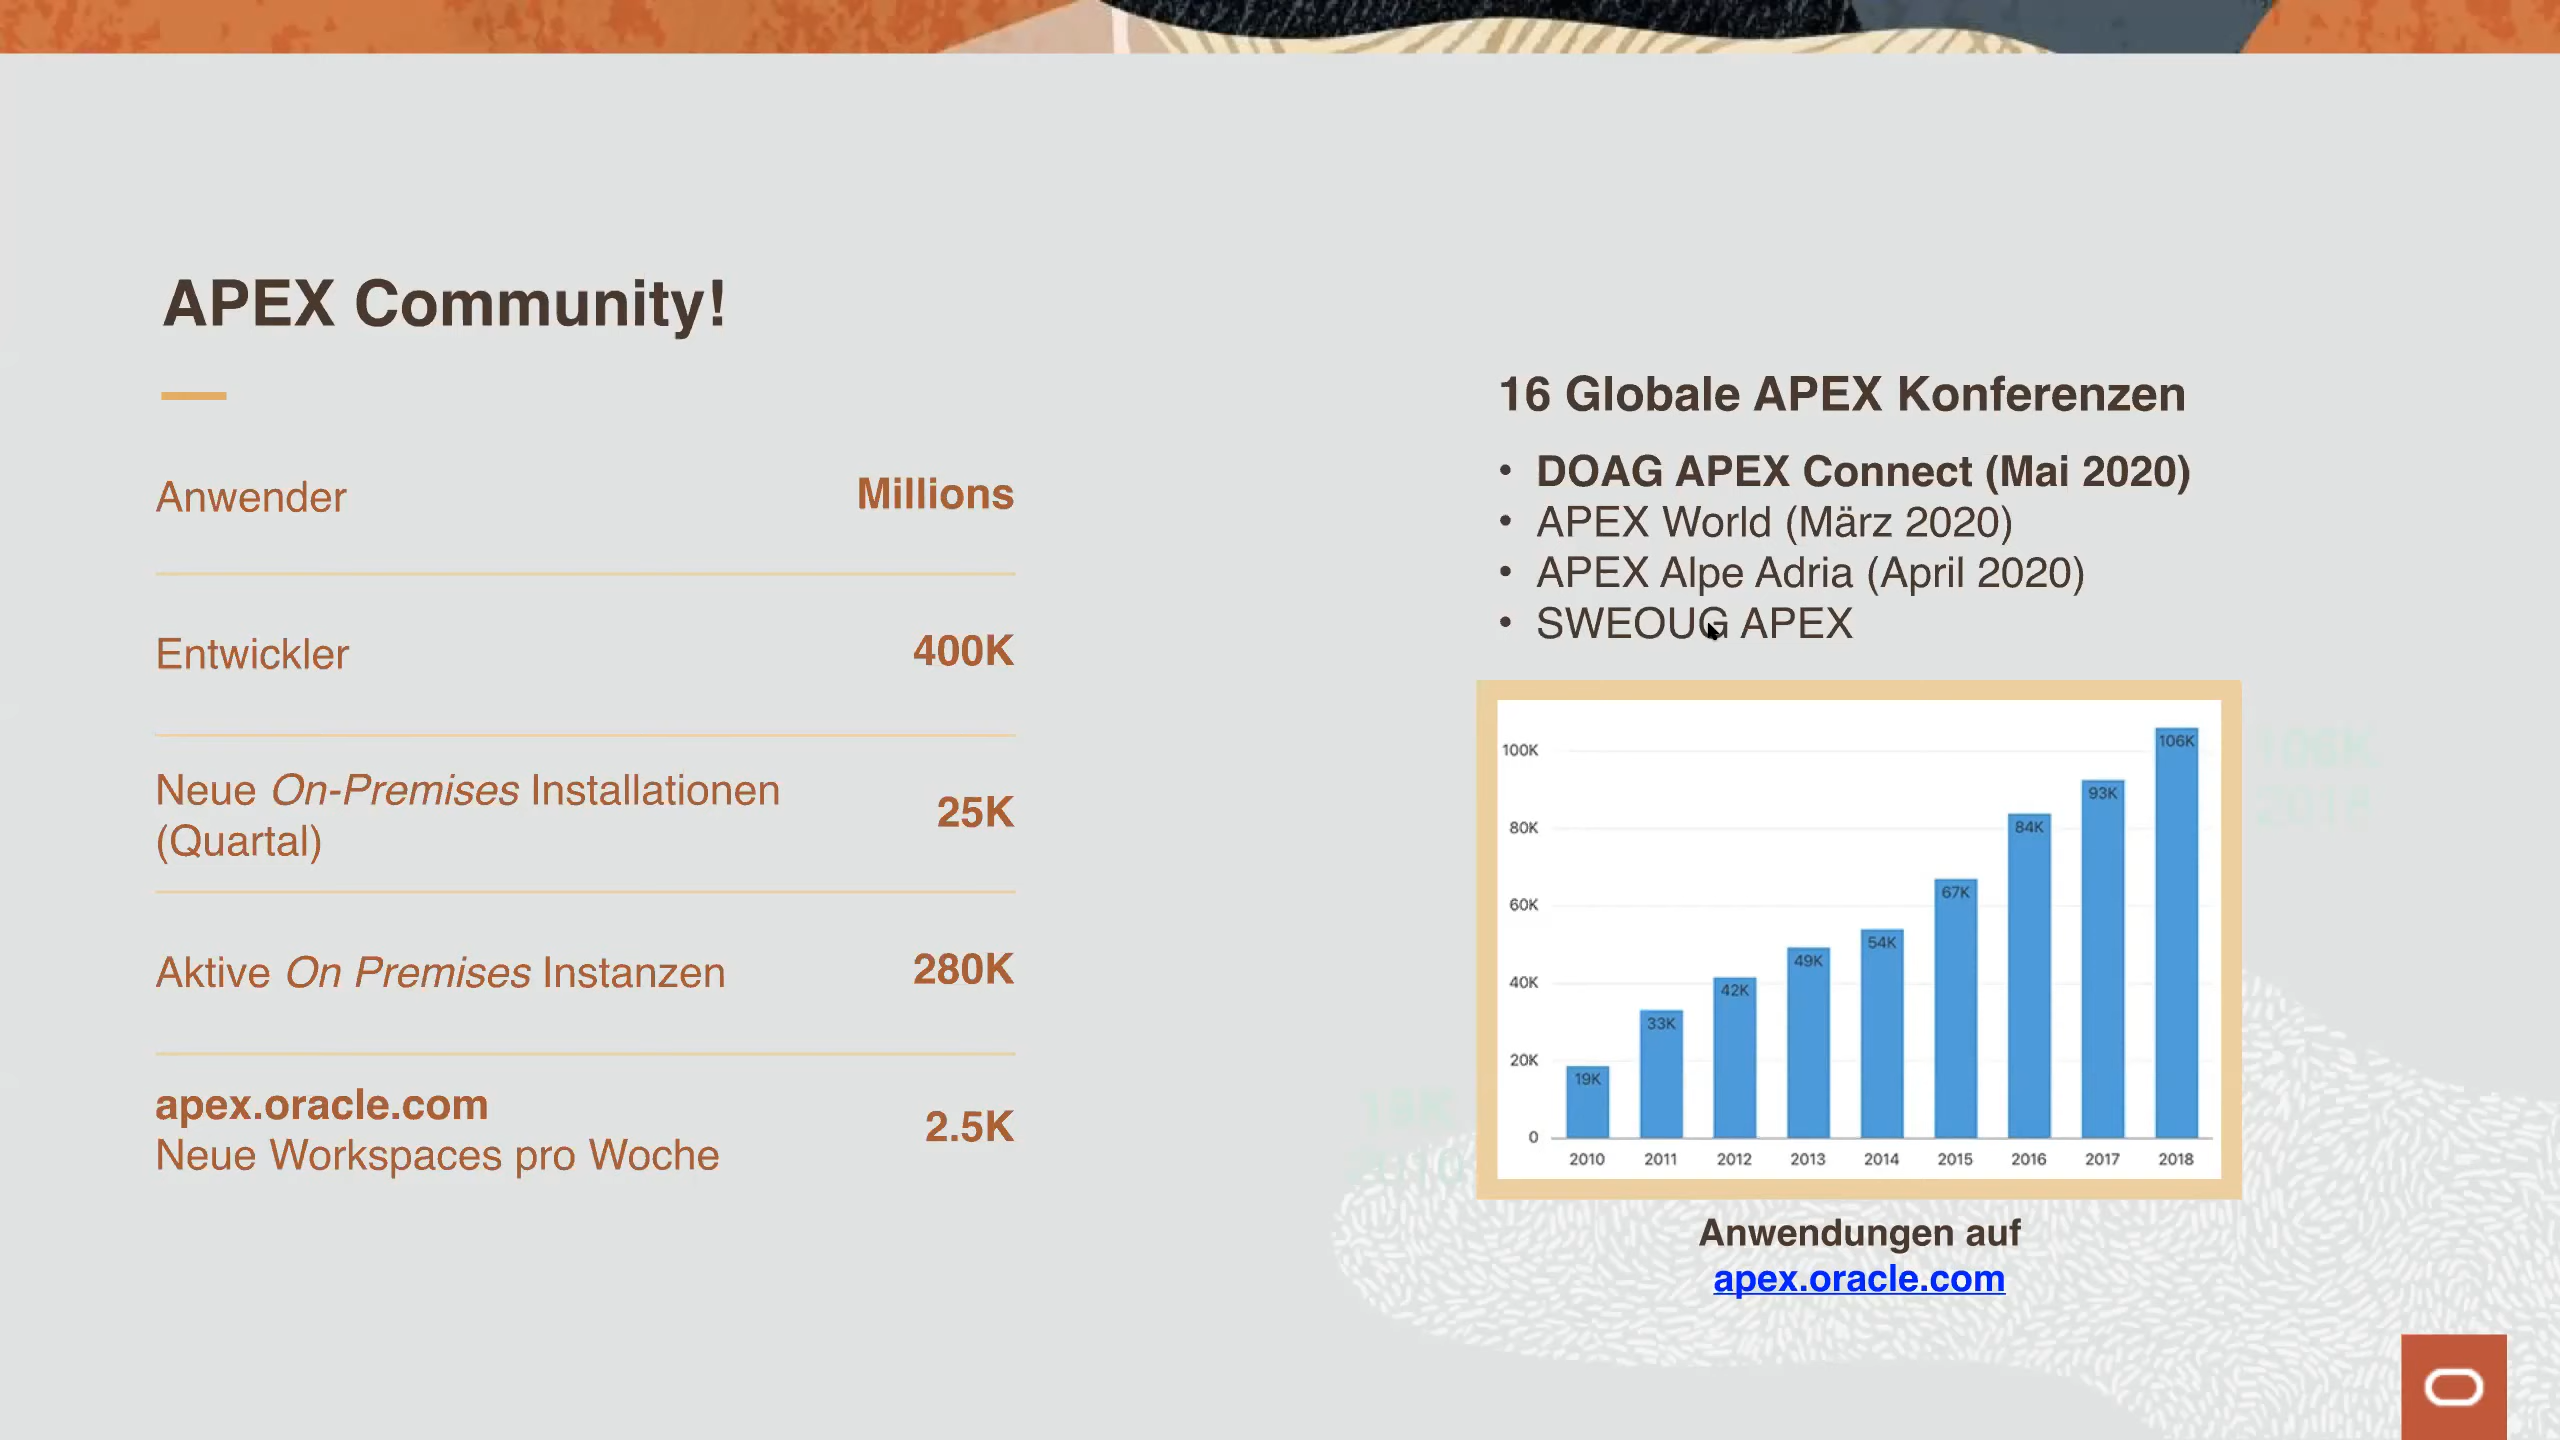 APEX Community!
Anwender Millions
Entwickler 400K
Neue On-Premises Installationen
(Quartal) 25K
Aktive On Premises Instanzen 280K
apex.oracle.com
Neue Workspaces pro Woche 2.5K
16 Globale APEX Konferenzen
• DOAG APEX Connect (Mai 2020)
• APEX World (März 2020)
• APEX Alpe Adria (April 2020)
• SWEOUG APEX
100K
80K
60K
40K
20K
0
19K
33K
42K
49K
54K
67K
84K
93K
106K
2010 2011 2012 2013 2014 2015 2016 2017 2018
Anwendungen auf
apex.oracle.com